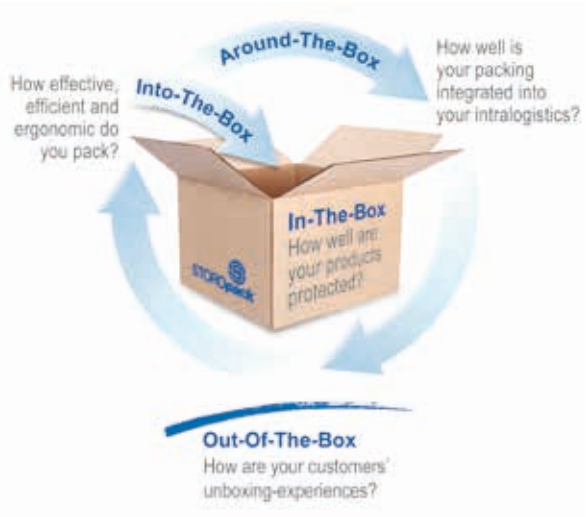 Around-The-Box
How well is
your packing
integrated into
your intralogistics?
Into-The-Box
How effective,
efficient and
ergonomic do
you pack?
In-The-Box
How well are
your products
protected?
STOROpack
Out-Of-The-Box
How are your customers'
unboxing-experiences?